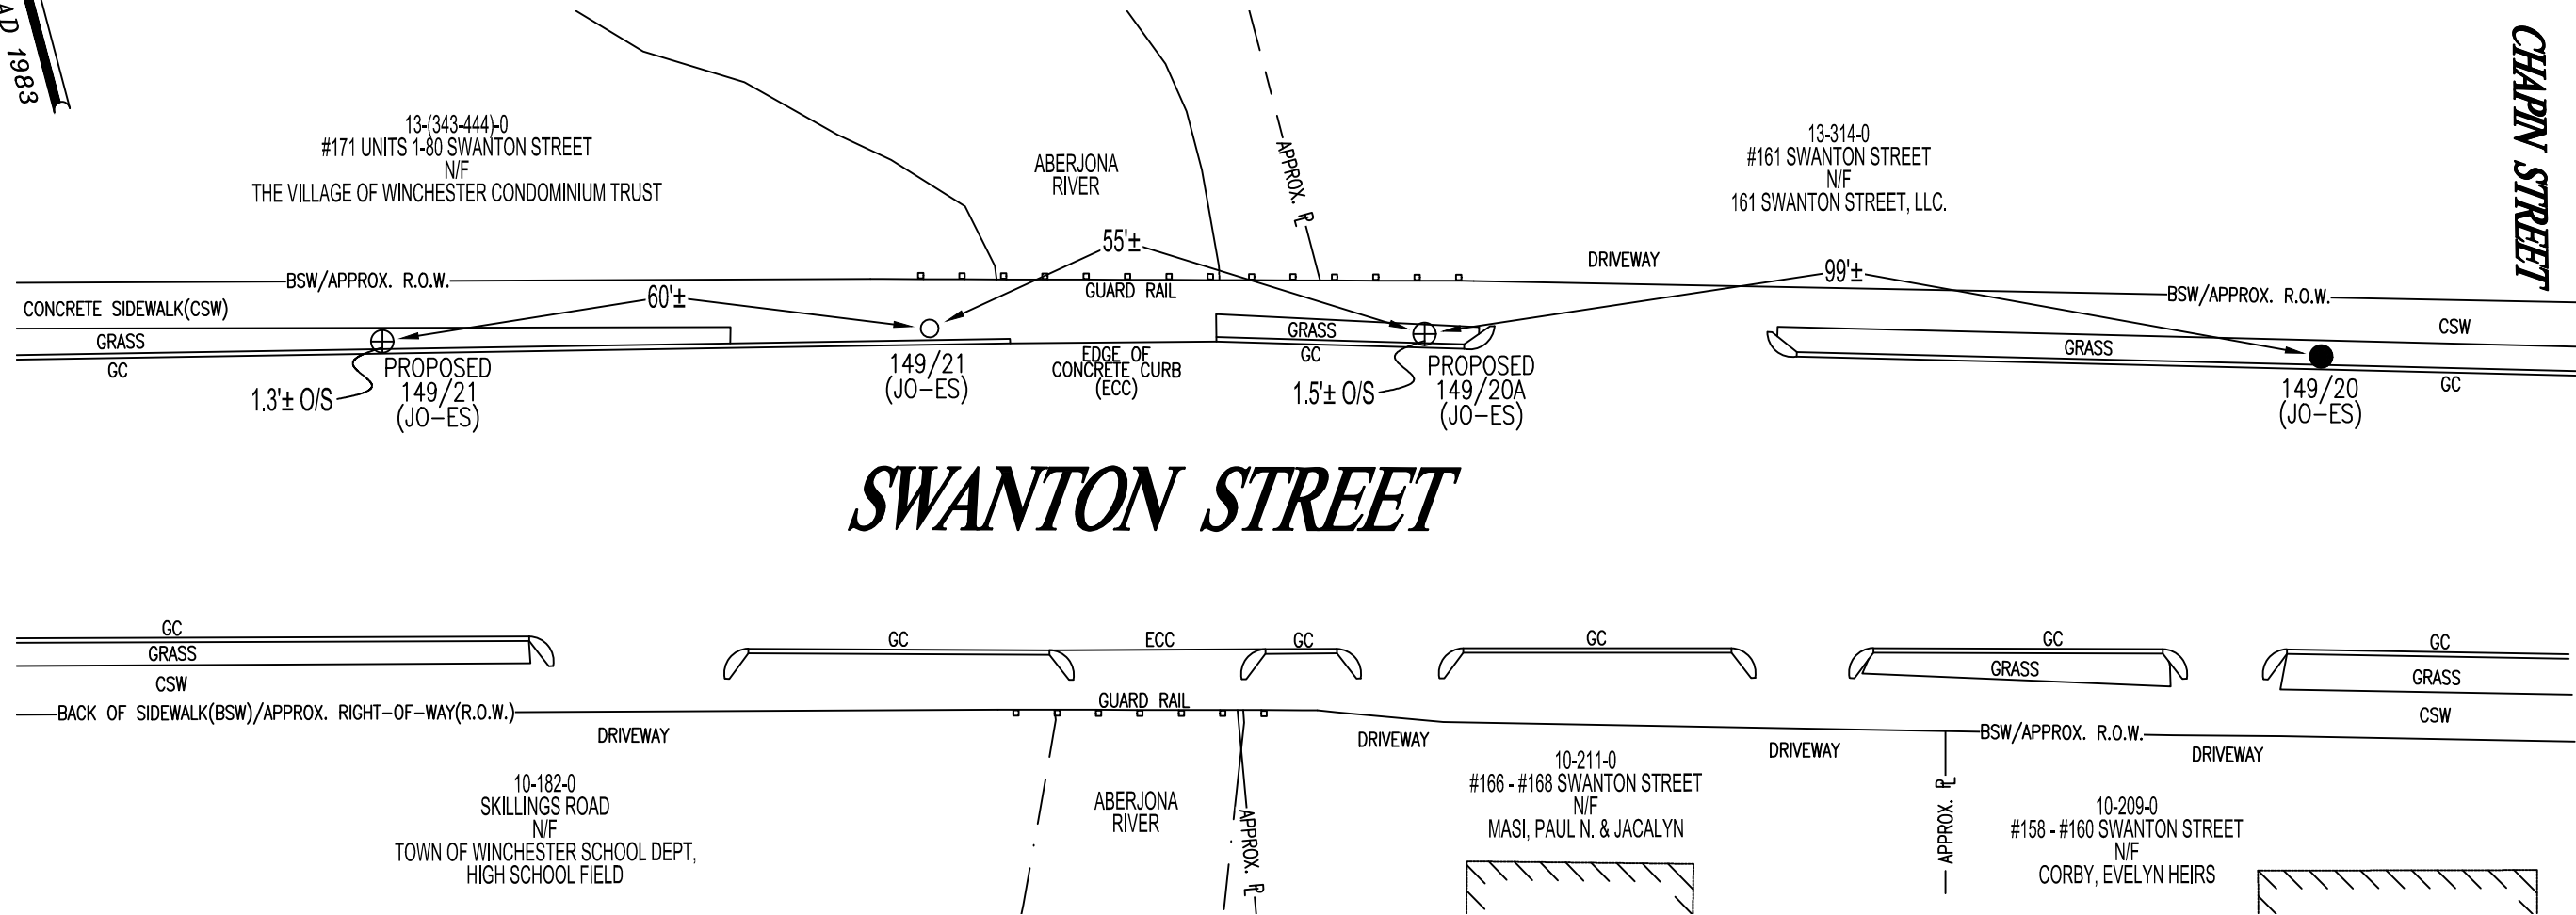 AD 1983
CHAPIN STREET
13-(343-444)-0
#171 UNITS 1-80 SWANTON STREET
N/F
THE VILLAGE OF WINCHESTER CONDOMINIUM TRUST
ABERJONA
RIVER
APPROX. PL
13-314-0
#161 SWANTON STREET
N/F
161 SWANTON STREET, LLC.
55'±
DRIVEWAY
99'±
BSW/APPROX. R.O.W.
60'±
GUARD RAIL
BSW/APPROX. R.O.W.
CONCRETE SIDEWALK(CSW)
GRASS
GC
GRASS
GC
CSW
GRASS
GC
EDGE OF
CONCRETE CURB
(ECC)
1.3'± O/S
PROPOSED
149/21
(JO-ES)
149/21
(JO-ES)
1.5'± O/S
PROPOSED
149/20A
(JO-ES)
149/20
(JO-ES)
SWANTON STREET
GC
GRASS
CSW
GC
ECC
GC
GC
GC
GRASS
GC
GRASS
CSW
BACK OF SIDEWALK(BSW)/APPROX. RIGHT-OF-WAY(R.O.W.)
GUARD RAIL
DRIVEWAY
DRIVEWAY
DRIVEWAY
BSW/APPROX. R.O.W.
DRIVEWAY
10-182-0
SKILLINGS ROAD
N/F
TOWN OF WINCHESTER SCHOOL DEPT,
HIGH SCHOOL FIELD
ABERJONA
RIVER
APPROX. PL
10-211-0
#166 - #168 SWANTON STREET
N/F
MASI, PAUL N. & JACALYN
APPROX. PL
10-209-0
#158 - #160 SWANTON STREET
N/F
CORBY, EVELYN HEIRS